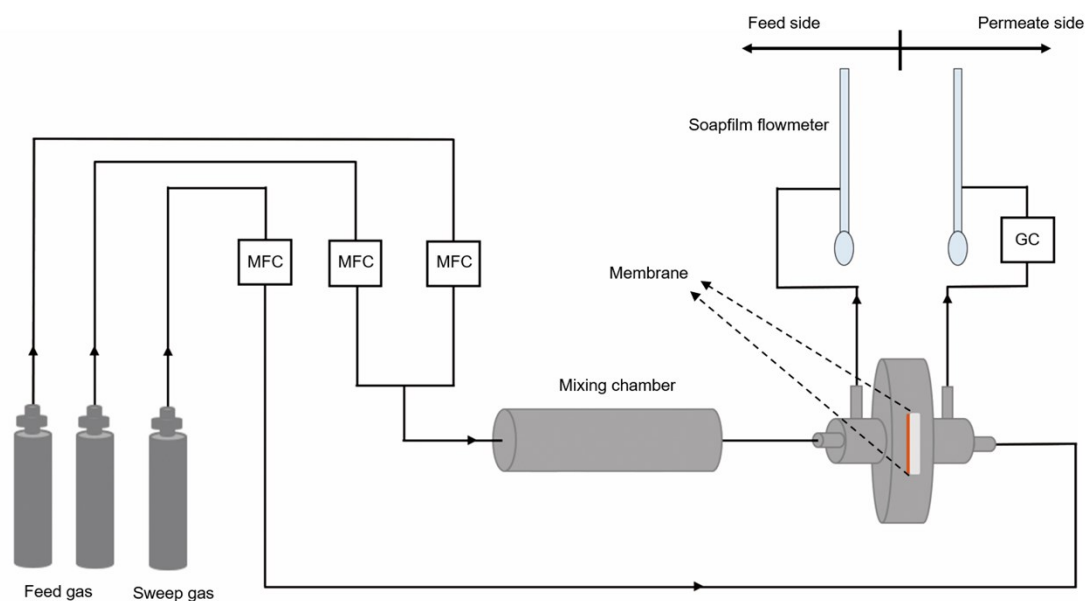 Feed side
Permeate side
Soapfilm flowmeter
MFC
MFC
MFC
GC
Membrane
Mixing chamber
Feed gas
Sweep gas